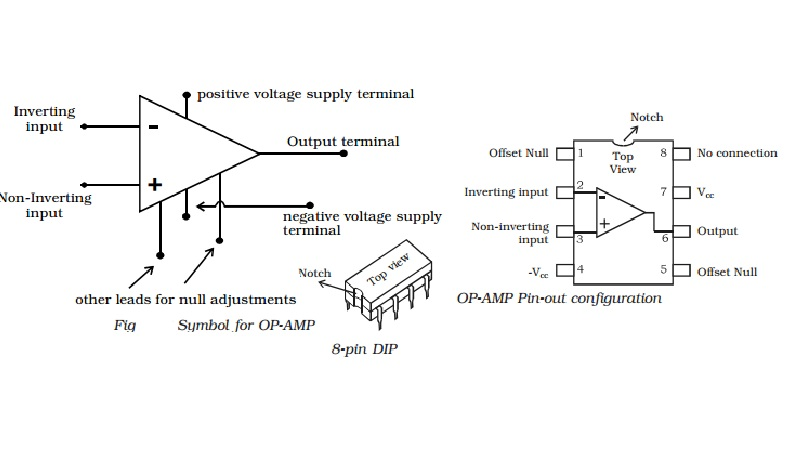 positive voltage supply terminal
Inverting
input
-
Output terminal
+
Non-Inverting
input
negative voltage supply
terminal
other leads for null adjustments
Fig Symbol for OP-AMP
Notch
Top view
8-pin DIP
Notch
Offset Null 1 Top 8 No connection
View
Inverting input 2 - 7 Vcc
Non-inverting + Output
input 3 6
-Vcc 4 5 Offset Null
OP-AMP Pin-out configuration